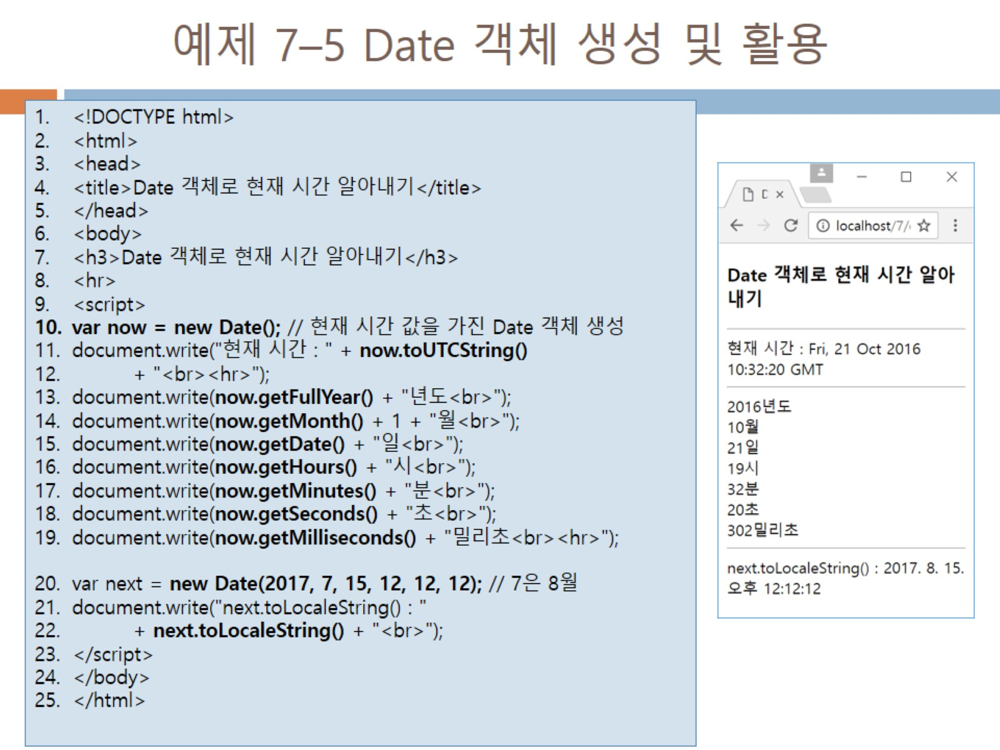 예제 7–5 Date 객체 생성 및 활용
1. <!DOCTYPE html>
2. <html>
3. <head>
4. <title>Date 객체로 현재 시간 알아내기</title>
5. </head>
6. <body>
7. <h3>Date 객체로 현재 시간 알아내기</h3>
8. <hr>
9. <script>
10. var now = new Date(); // 현재 시간 값을 가진 Date 객체 생성
11. document.write("현재 시간 : " + now.toUTCString()
12. + "<br><hr>");
13. document.write(now.getFullYear() + "년도<br>");
14. document.write(now.getMonth() + 1 + "월<br>");
15. document.write(now.getDate() + "일<br>");
16. document.write(now.getHours() + "시<br>");
17. document.write(now.getMinutes() + "분<br>");
18. document.write(now.getSeconds() + "초<br>");
19. document.write(now.getMilliseconds() + "밀리초<br><hr>");
20. var next = new Date(2017, 7, 15, 12, 12, 12); // 7은 8월
21. document.write("next.toLocaleString() : "
22. + next.toLocaleString() + "<br>");
23. </script>
24. </body>
25. </html>
localhost/7/
Date 객체로 현재 시간 알아
내기
현재 시간 : Fri, 21 Oct 2016
10:32:20 GMT
2016년도
10월
21일
19시
32분
20초
302밀리초
next.toLocaleString() : 2017. 8. 15.
오후 12:12:12